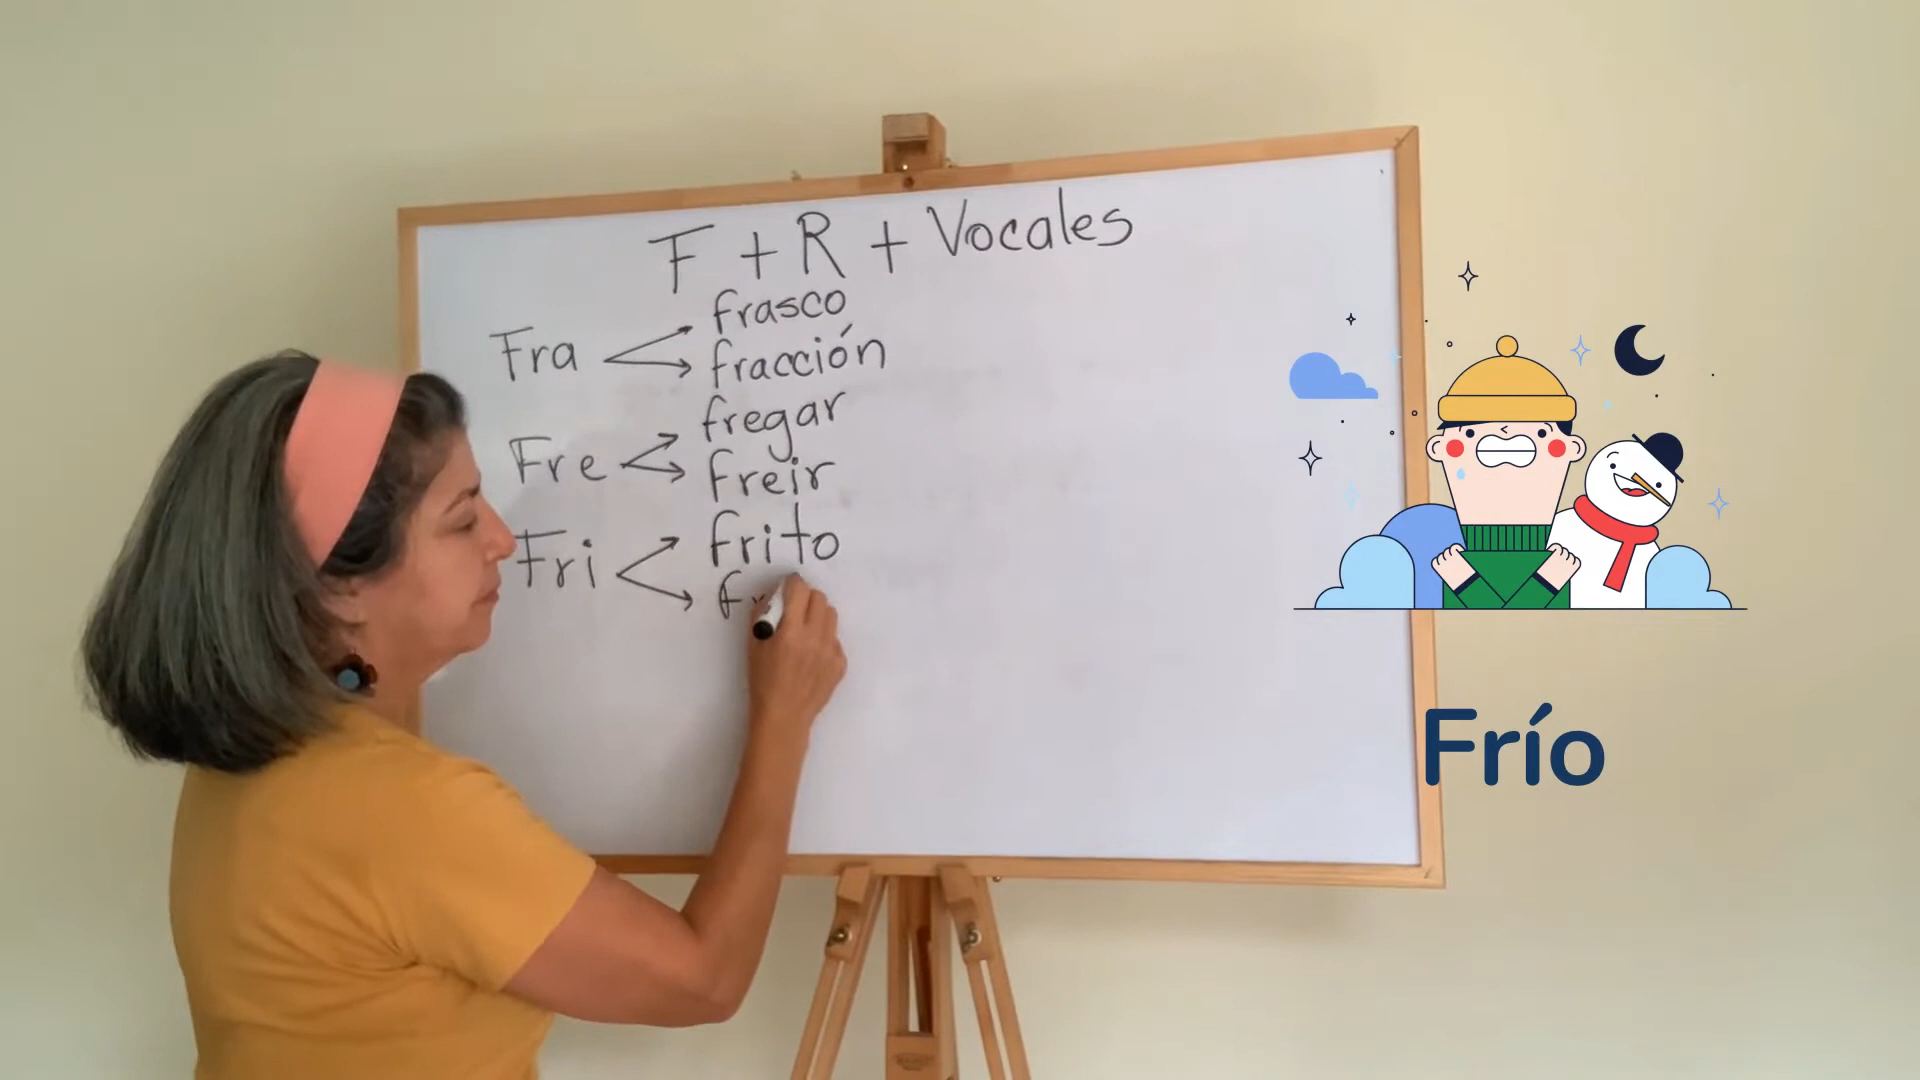 F + R + Vocales
Fra
frasco
fracción
Fre
fregar
freir
Fri
frito
Frío